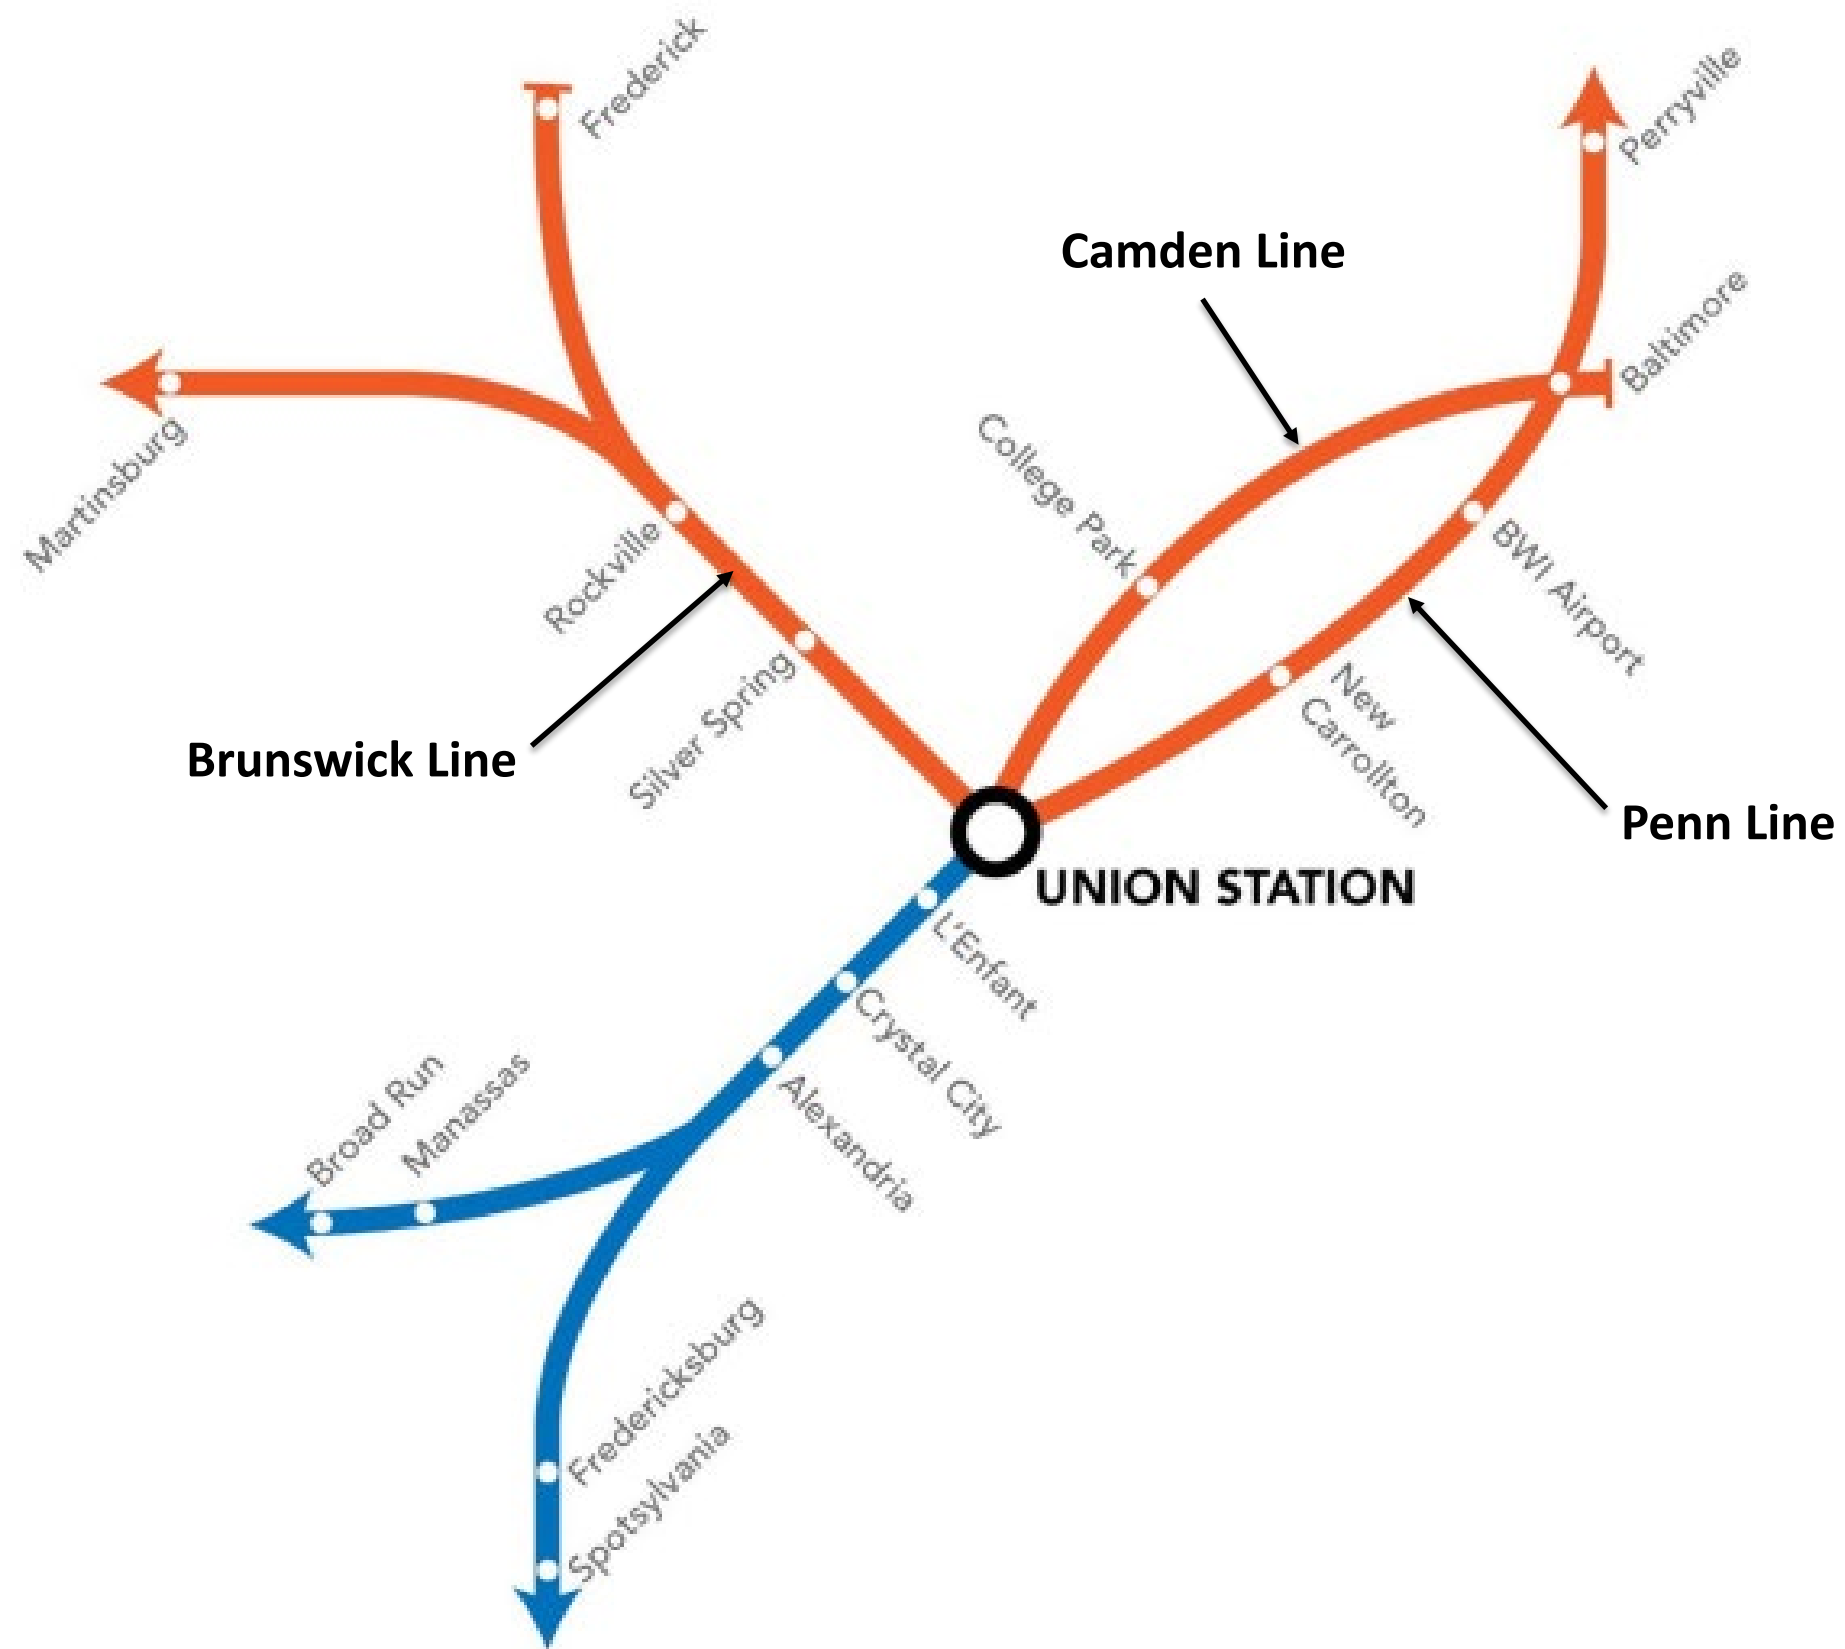 Frederick
Perryville
Camden Line
Baltimore
Martinsburg
College Park
Rockville
BWI Airport
Silver Spring
New
Carrollton
Brunswick Line
Penn Line
UNION STATION
L'Enfant
Crystal City
Broad Run
Manassas
Alexandria
Fredericksburg
Spotsylvania